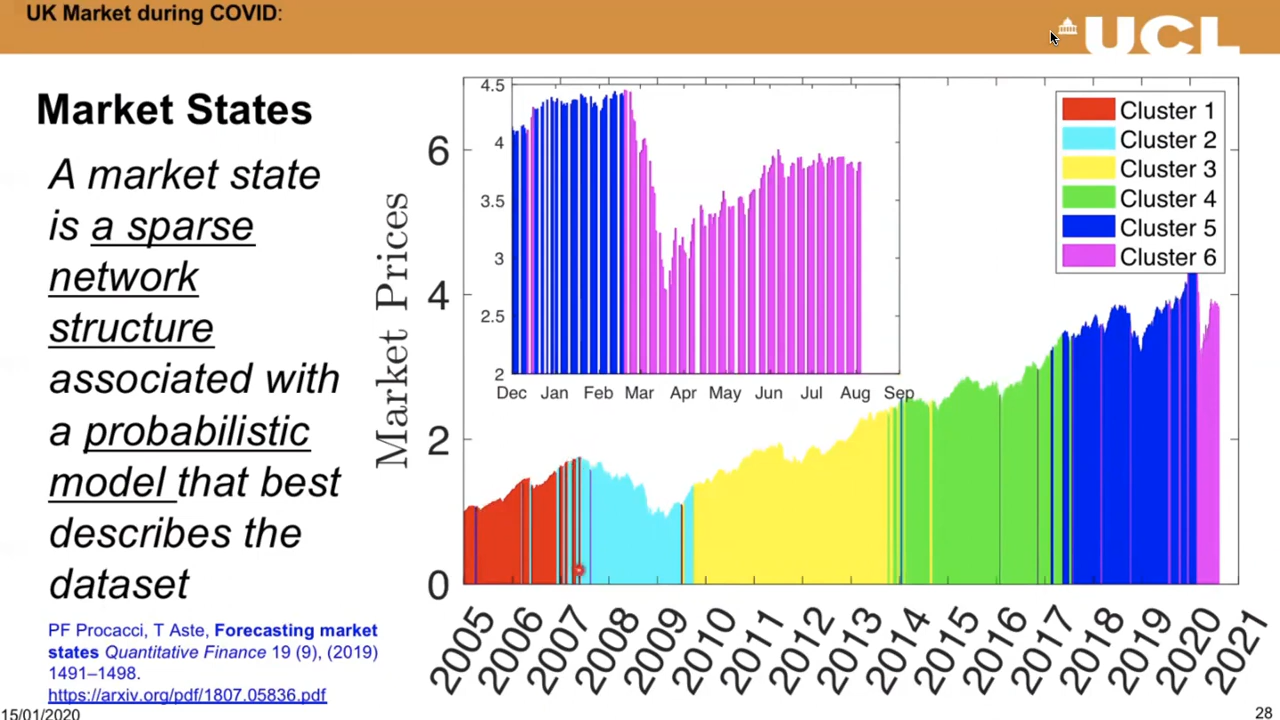 UK Market during COVID:
UCL
Market States
A market state
is a sparse
network
structure
associated with
a probabilistic
model that best
describes the
dataset
PF Procacci, T Aste, Forecasting market
states Quantitative Finance 19 (9), (2019)
1491–1498.
https://arxiv.org/pdf/1807.05836.pdf
15/01/2020
Market Prices
6
4
2
0
4.5
4
3.5
3
2.5
2
Dec Jan Feb Mar Apr May Jun Jul Aug Sep
Cluster 1
Cluster 2
Cluster 3
Cluster 4
Cluster 5
Cluster 6
2005 2006 2007 2008 2009 2010 2011 2012 2013 2014 2015 2016 2017 2018 2019 2020 2021
28